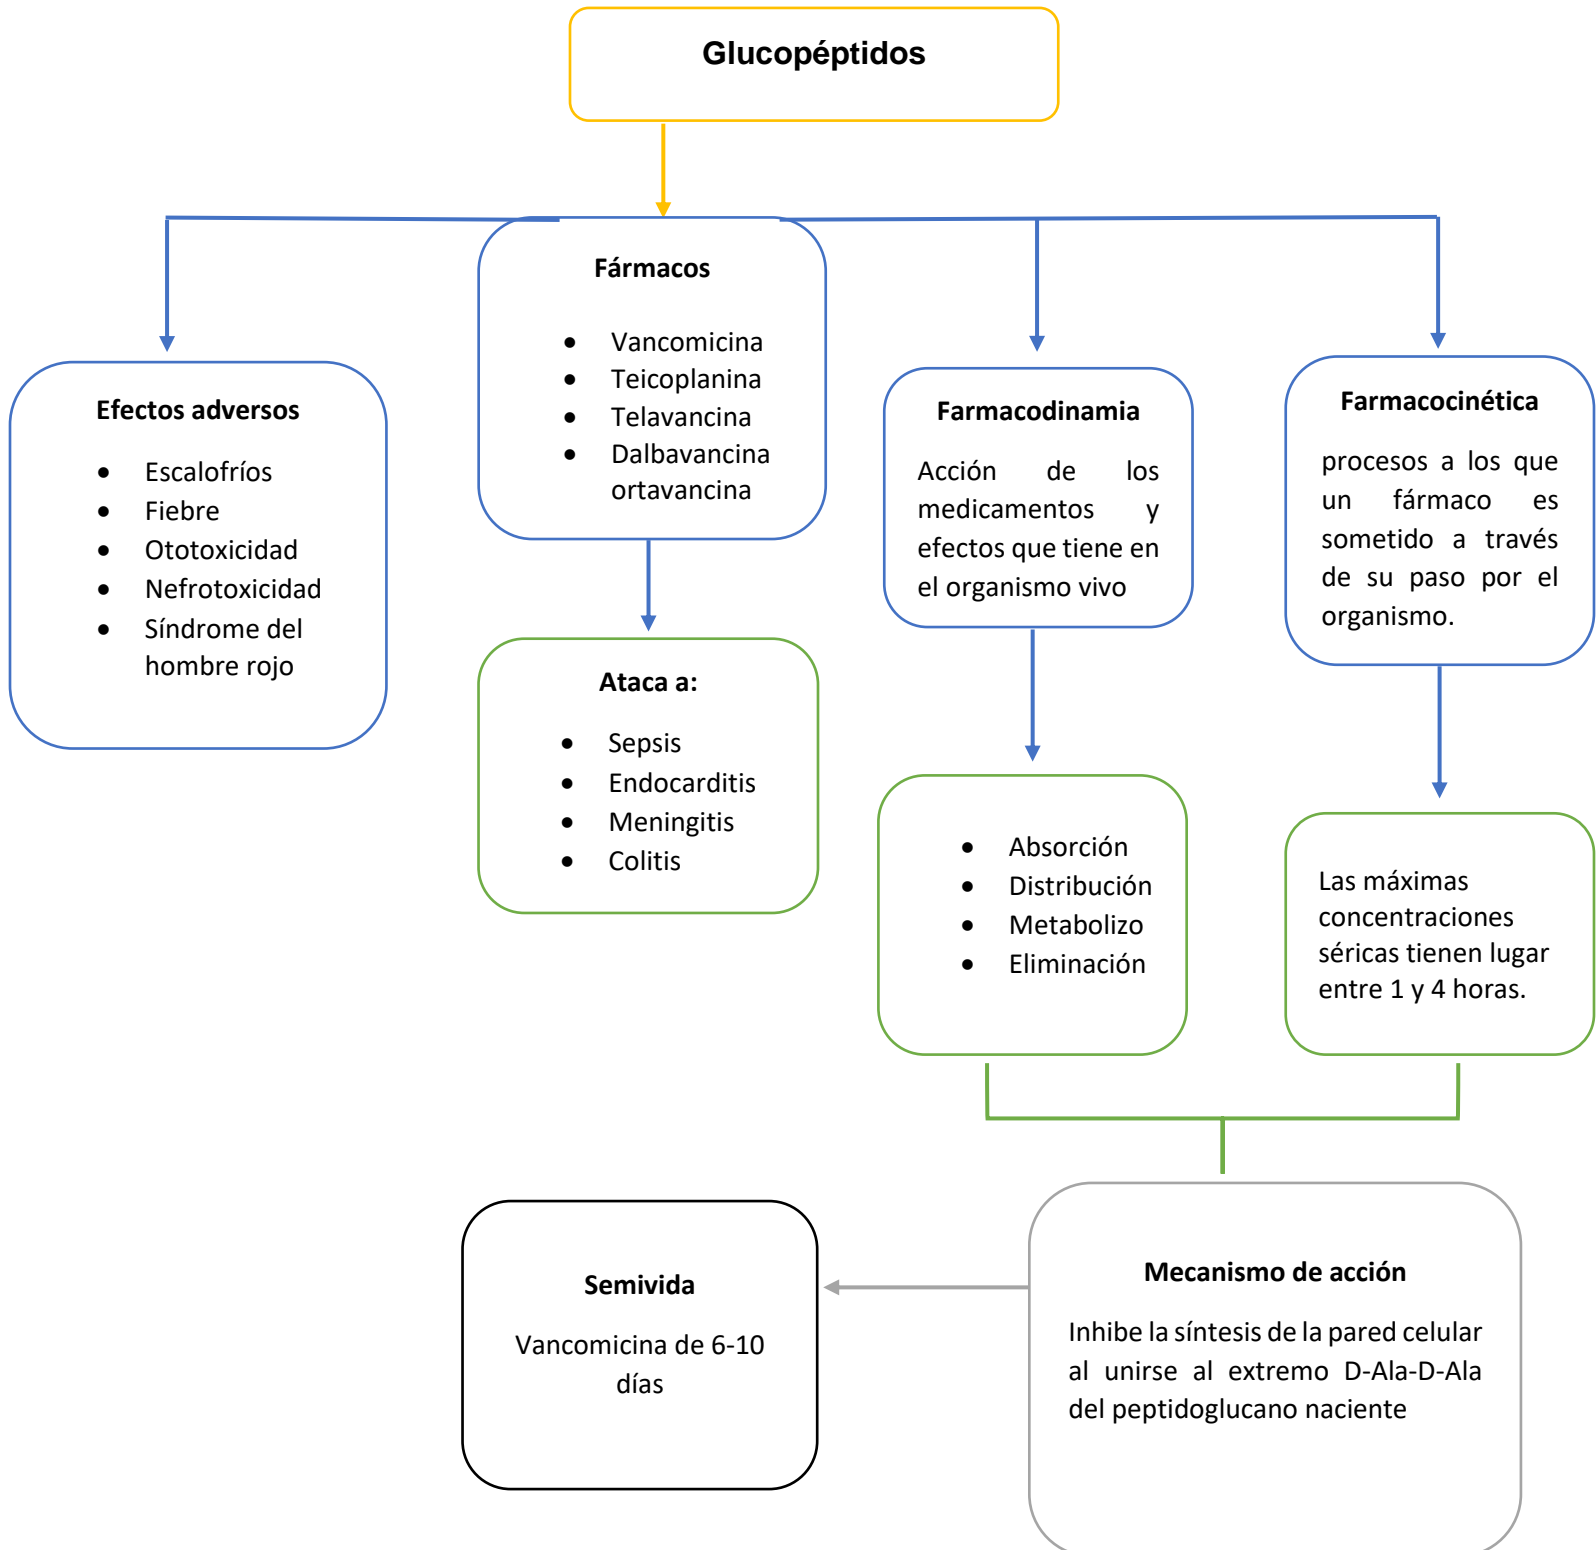 Glucopéptidos
Efectos adversos
• Escalofríos
• Fiebre
• Ototoxicidad
• Nefrotoxicidad
• Síndrome del
hombre rojo
Fármacos
• Vancomicina
• Teicoplanina
• Telavancina
• Dalbavancina
ortavancina
Ataca a:
• Sepsis
• Endocarditis
• Meningitis
• Colitis
Farmacodinamia
Acción de los
medicamentos y
efectos que tiene en
el organismo vivo
• Absorción
• Distribución
• Metabolizo
• Eliminación
Farmacocinética
procesos a los que
un fármaco es
sometido a través
de su paso por el
organismo.
Las máximas
concentraciones
séricas tienen lugar
entre 1 y 4 horas.
Mecanismo de acción
Inhibe la síntesis de la pared celular
al unirse al extremo D-Ala-D-Ala
del peptidoglucano naciente
Semivida
Vancomicina de 6-10
días